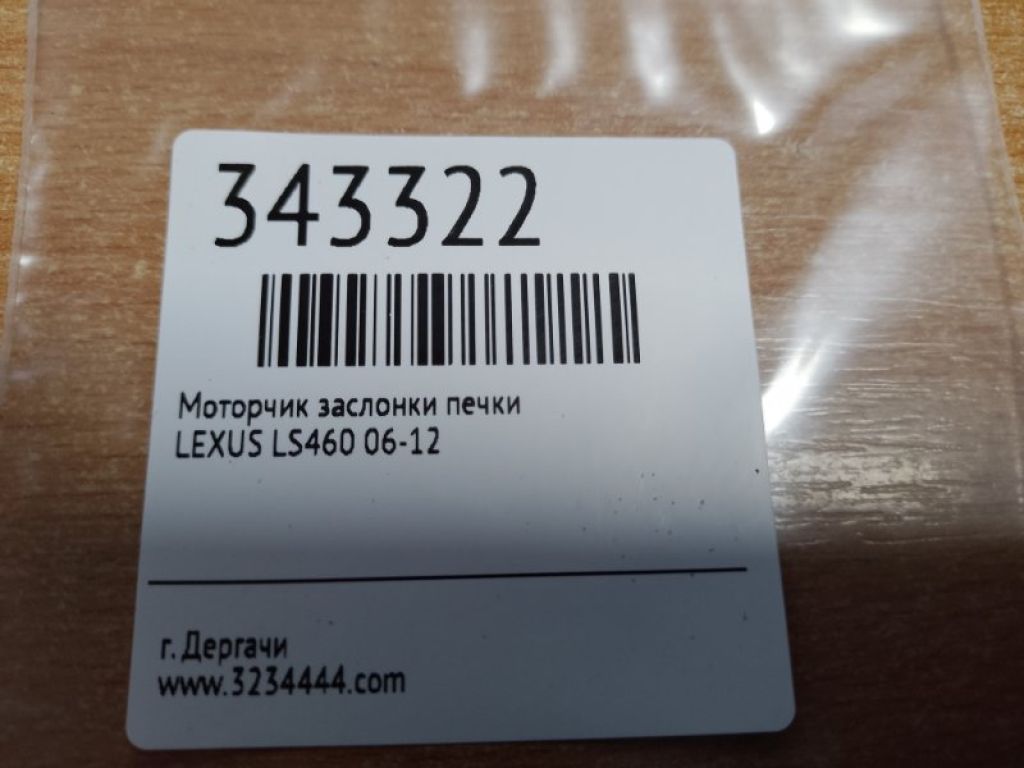 343322
Моторчик заслонки печки
LEXUS LS460 06-12
г. Дергачи
www.3234444.com